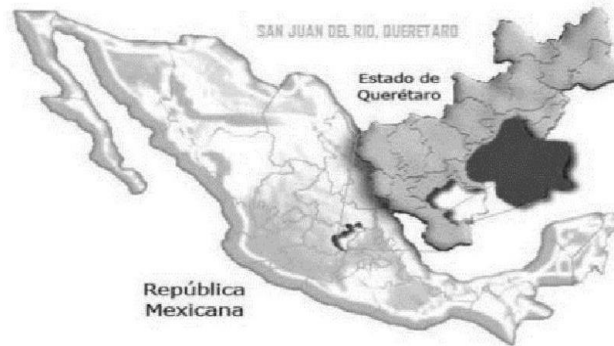 SAN JUAN DEL RIO, QUERETARO
Estado de
Querétaro
República
Mexicana